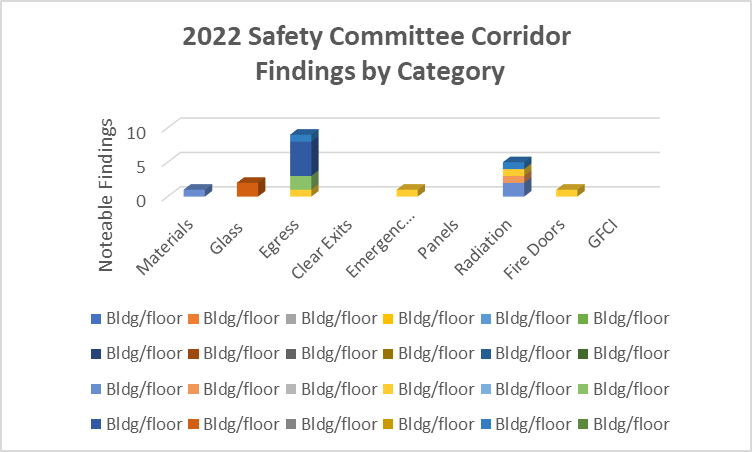 2022 Safety Committee Corridor
Findings by Category
Noteable Findings
10
5
0
Materials
Glass
Egress
Clear Exits
Emergenc...
Panels
Radiation
Fire Doors
GFCI
Bldg/floor Bldg/floor Bldg/floor Bldg/floor Bldg/floor Bldg/floor
Bldg/floor Bldg/floor Bldg/floor Bldg/floor Bldg/floor Bldg/floor
Bldg/floor Bldg/floor Bldg/floor Bldg/floor Bldg/floor Bldg/floor
Bldg/floor Bldg/floor Bldg/floor Bldg/floor Bldg/floor Bldg/floor